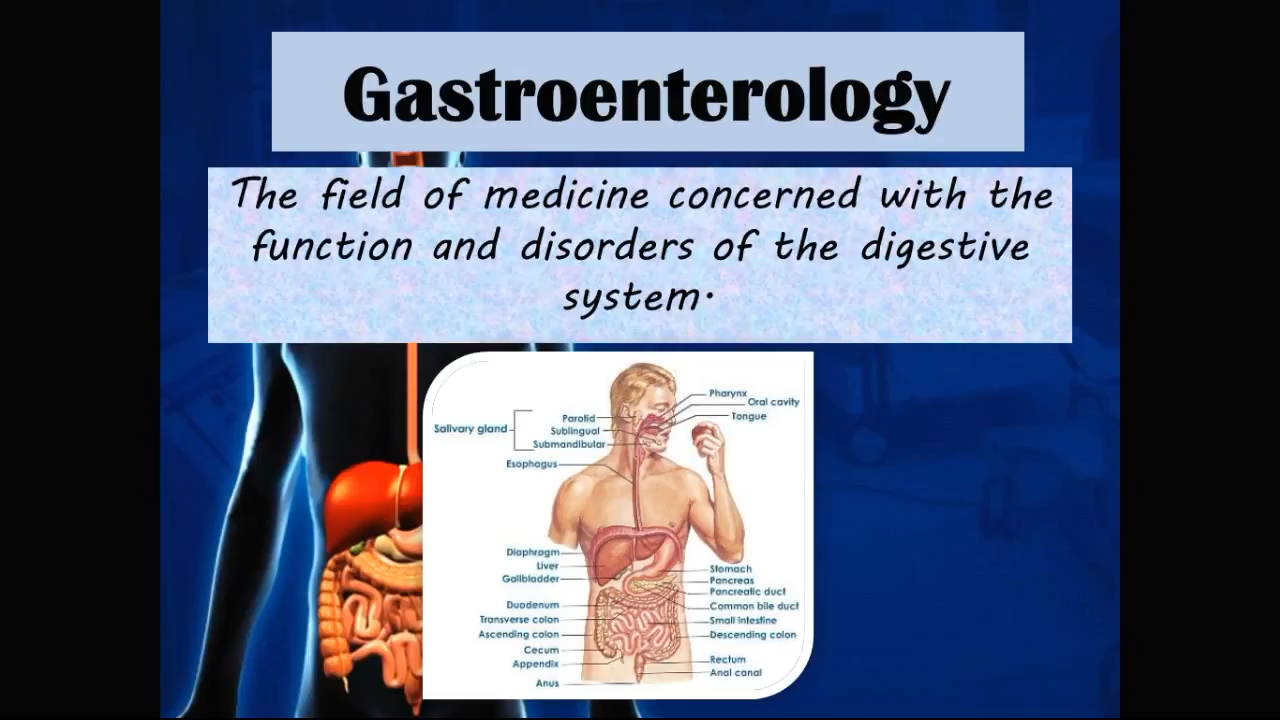 Gastroenterology
The field of medicine concerned with the
function and disorders of the digestive
system.
Pharynx
Oral cavity
Tongue
Salivary gland
Parotid
Sublingual
Submandibular
Esophagus
Diaphragm
Liver
Gallbladder
Duodenum
Transverse colon
Ascending colon
Cecum
Appendix
Anus
Stomach
Pancreas
Pancreatic duct
Common bile duct
Small intestine
Descending colon
Rectum
Anal canal